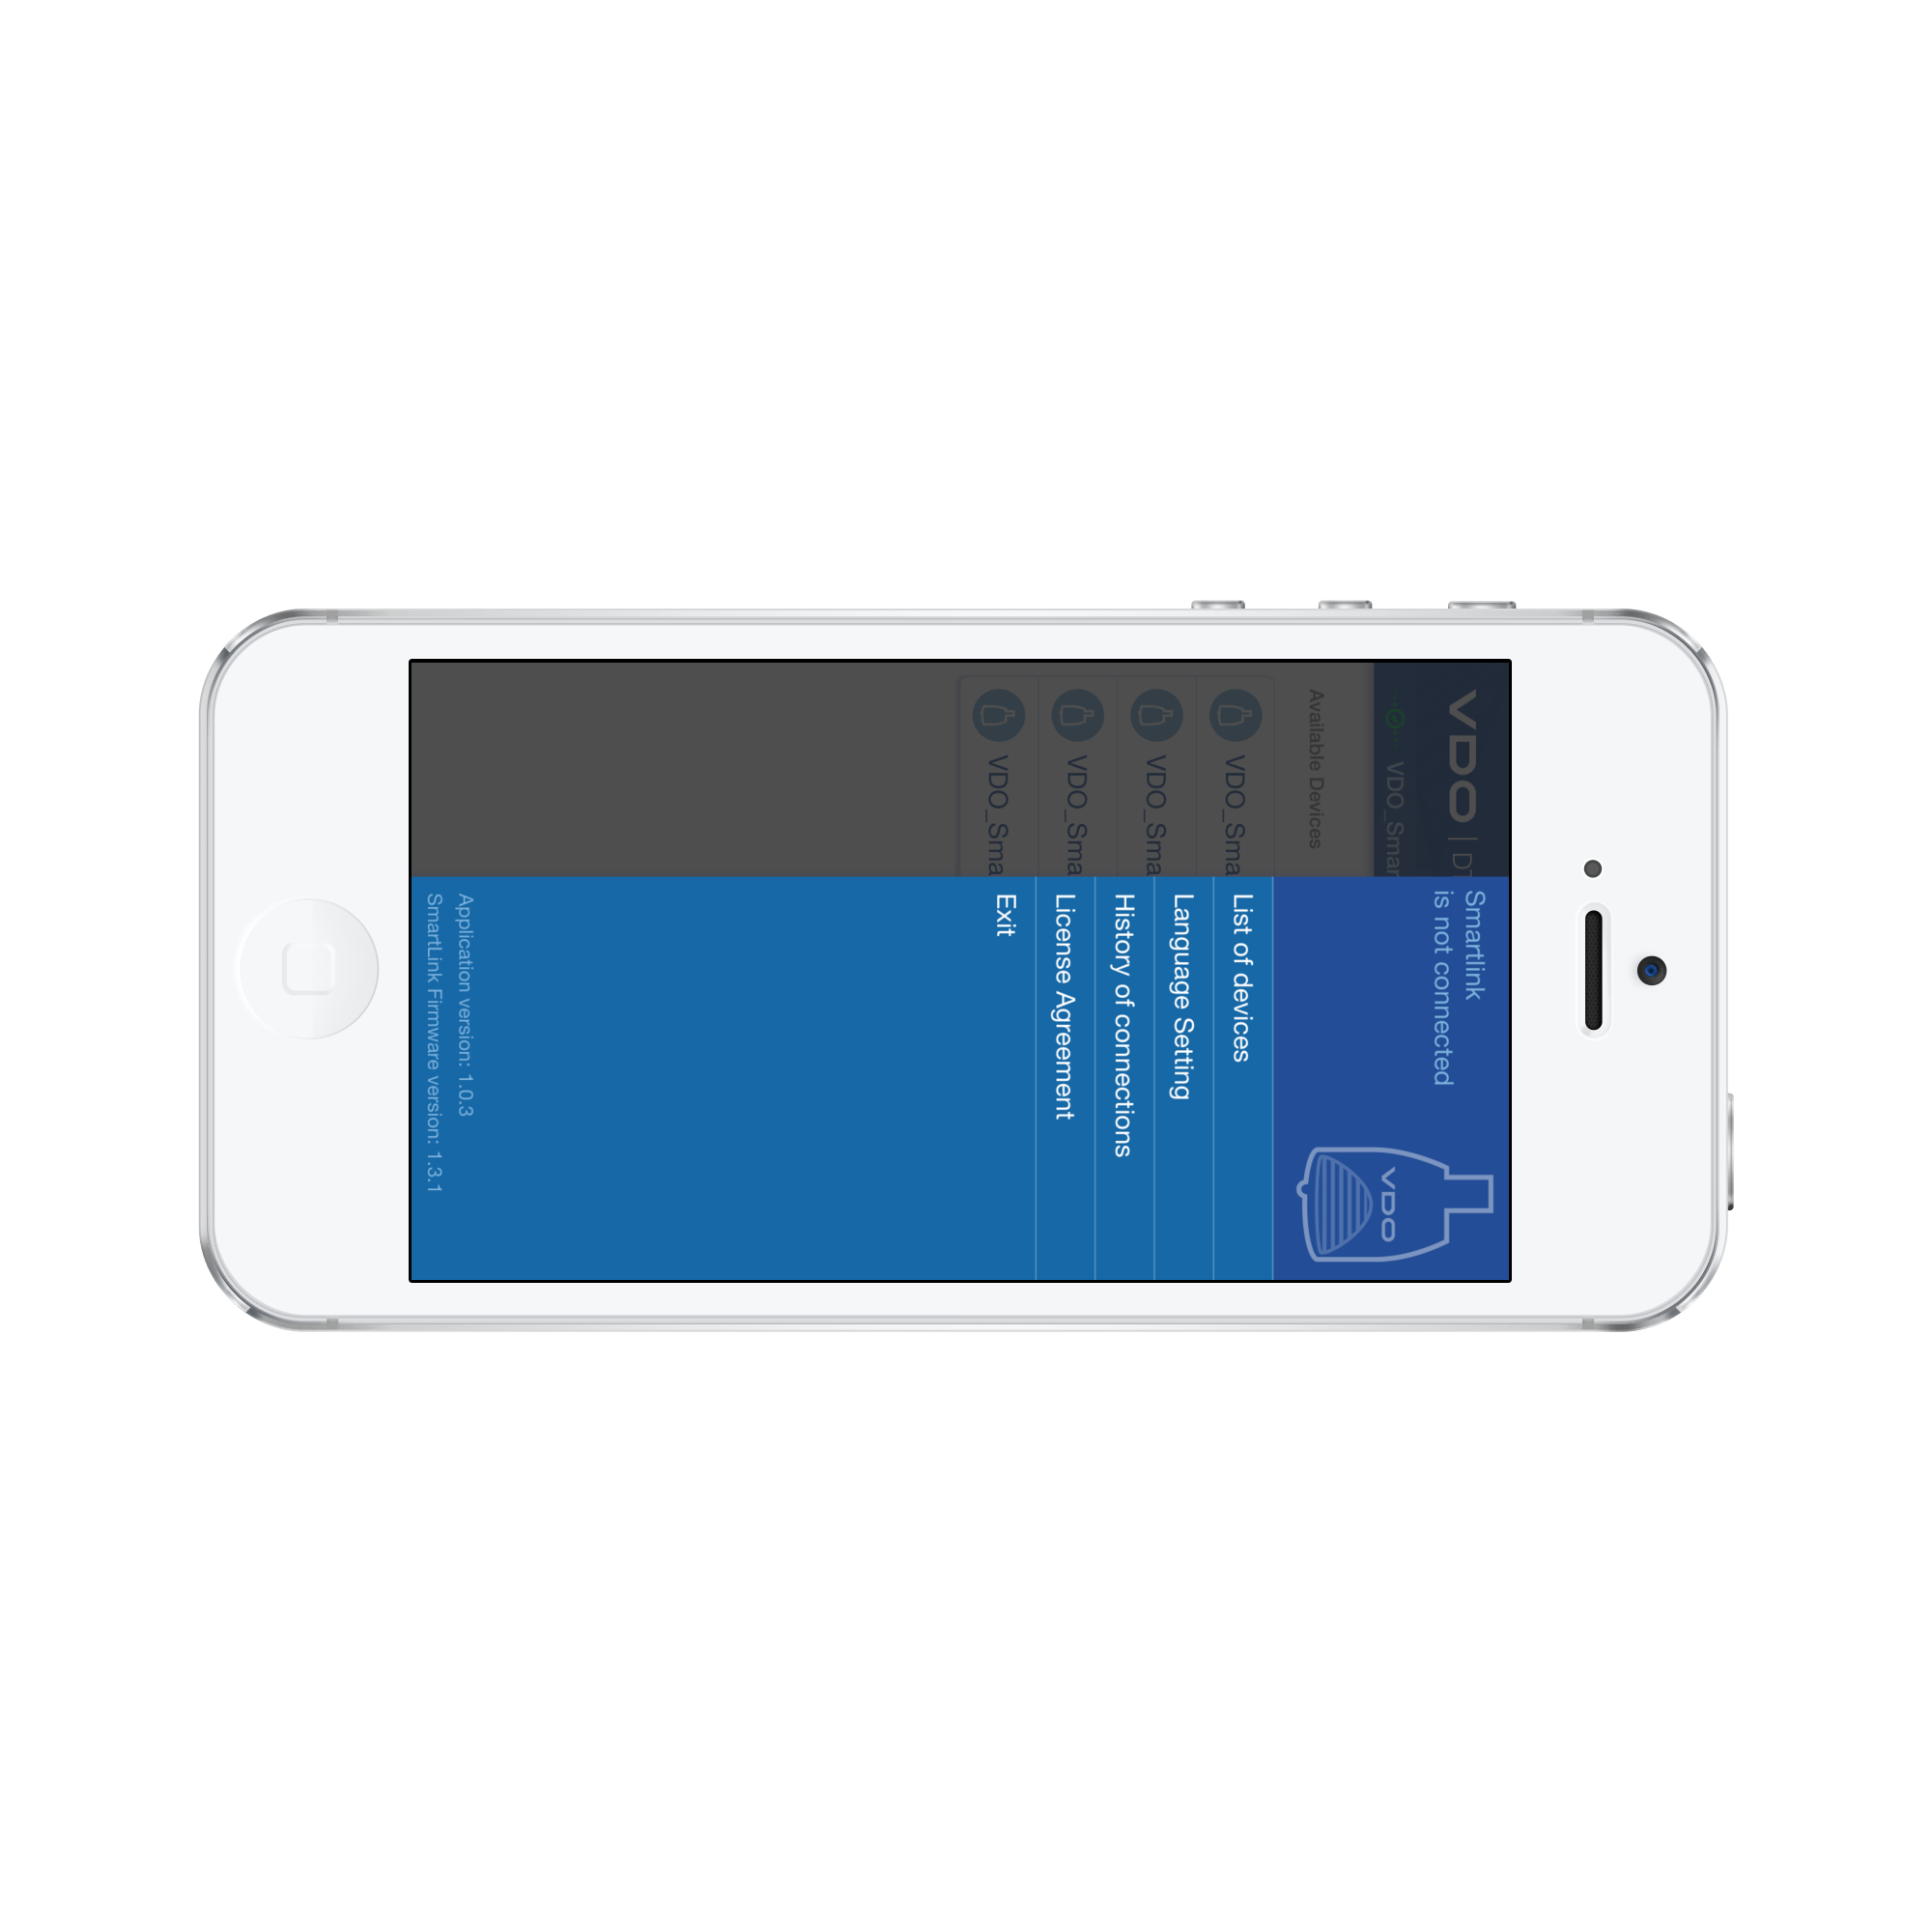 VDO | DT
VDO_Smar
Available Devices
VDO_Sma
VDO_Sma
VDO_Sma
VDO_Sma
Smartlink
is not connected
VDO
List of devices
Language Setting
History of connections
License Agreement
Exit
Application version: 1.0.3
SmartLink Firmware version: 1.3.1